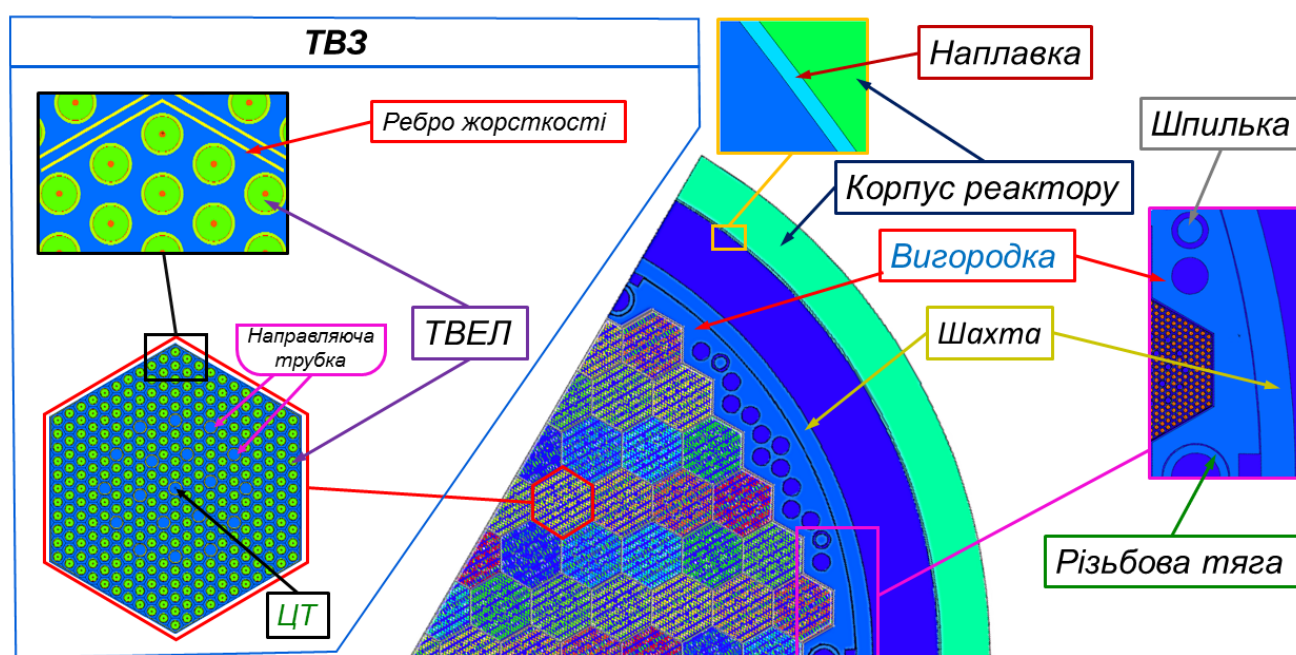 ТВЗ
Наплавка
Ребро жорсткості
Шпилька
Корпус реактору
Вигородка
Направляюча
трубка
ТВЕЛ
Шахта
Різьбова тяга
ЦТ